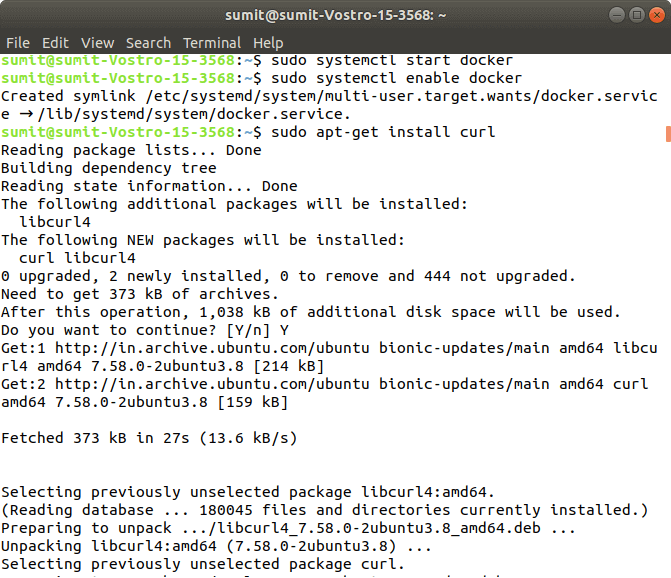 sumit@sumit-Vostro-15-3568: ~
File Edit View Search Terminal Help
sumit@sumit-Vostro-15-3568:~$ sudo systemctl start docker
sumit@sumit-Vostro-15-3568:~$ sudo systemctl enable docker
Created symlink /etc/systemd/system/multi-user.target.wants/docker.servic
e → /lib/systemd/system/docker.service.
sumit@sumit-Vostro-15-3568:~$ sudo apt-get install curl
Reading package lists... Done
Building dependency tree
Reading state information... Done
The following additional packages will be installed:
  libcurl4
The following NEW packages will be installed:
  curl libcurl4
0 upgraded, 2 newly installed, 0 to remove and 444 not upgraded.
Need to get 373 kB of archives.
After this operation, 1,038 kB of additional disk space will be used.
Do you want to continue? [Y/n] Y
Get:1 http://in.archive.ubuntu.com/ubuntu bionic-updates/main amd64 libcu
rl4 amd64 7.58.0-2ubuntu3.8 [214 kB]
Get:2 http://in.archive.ubuntu.com/ubuntu bionic-updates/main amd64 curl
amd64 7.58.0-2ubuntu3.8 [159 kB]
Fetched 373 kB in 27s (13.6 kB/s)
Selecting previously unselected package libcurl4:amd64.
(Reading database ... 180045 files and directories currently installed.)
Preparing to unpack .../libcurl4_7.58.0-2ubuntu3.8_amd64.deb ...
Unpacking libcurl4:amd64 (7.58.0-2ubuntu3.8) ...
Selecting previously unselected package curl.